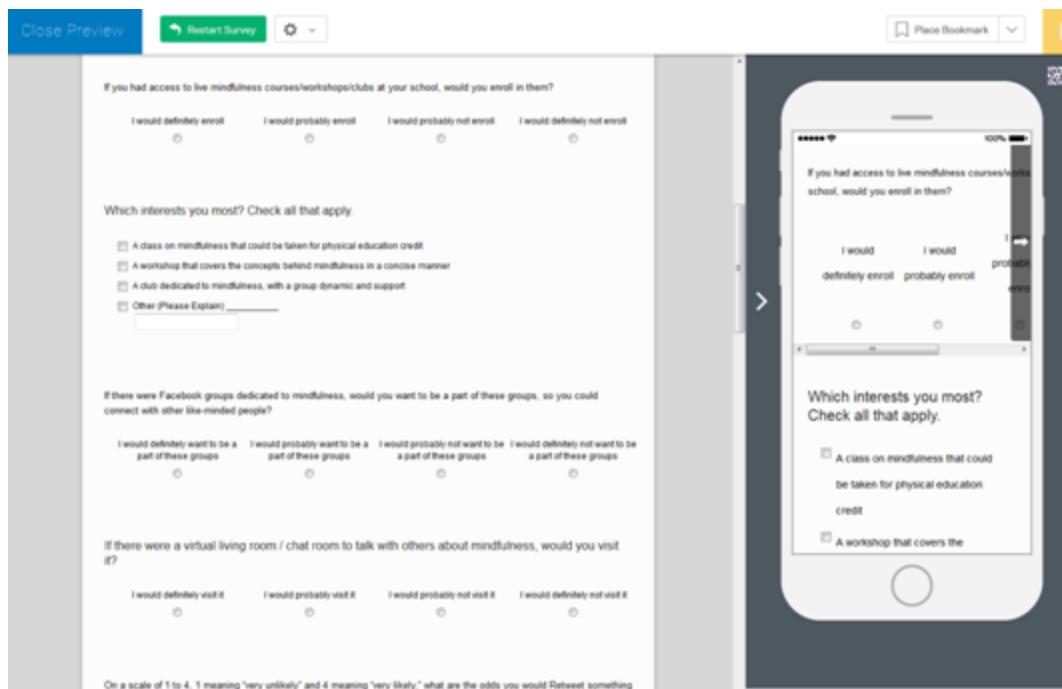 Close Preview
Restart Survey
Place Bookmark
If you had access to live mindfulness courses/workshops/clubs at your school, would you enroll in them?
I would definitely enroll I would probably enroll I would probably not enroll I would definitely not enroll
Which interests you most? Check all that apply.
A class on mindfulness that could be taken for physical education credit
A workshop that covers the concepts behind mindfulness in a concise manner
A club dedicated to mindfulness, with a group dynamic and support
Other (Please Explain) __________
If there were Facebook groups dedicated to mindfulness, would you want to be a part of these groups, so you could
connect with other like-minded people?
I would definitely want to be a I would probably want to be a I would probably not want to be I would definitely not want to be
part of these groups part of these groups a part of these groups a part of these groups
If there were a virtual living room / chat room to talk with others about mindfulness, would you visit
it?
I would definitely visit it I would probably visit it I would probably not visit it I would definitely not visit it
On a scale of 1 to 4, 1 meaning "very unlikely" and 4 meaning "very likely," what are the odds you would Retweet something
100%
If you had access to live mindfulness courses/works
school, would you enroll in them?
I would I would I
definitely enroll probably enroll probable
enro
Which interests you most?
Check all that apply.
A class on mindfulness that could
be taken for physical education
credit
A workshop that covers the